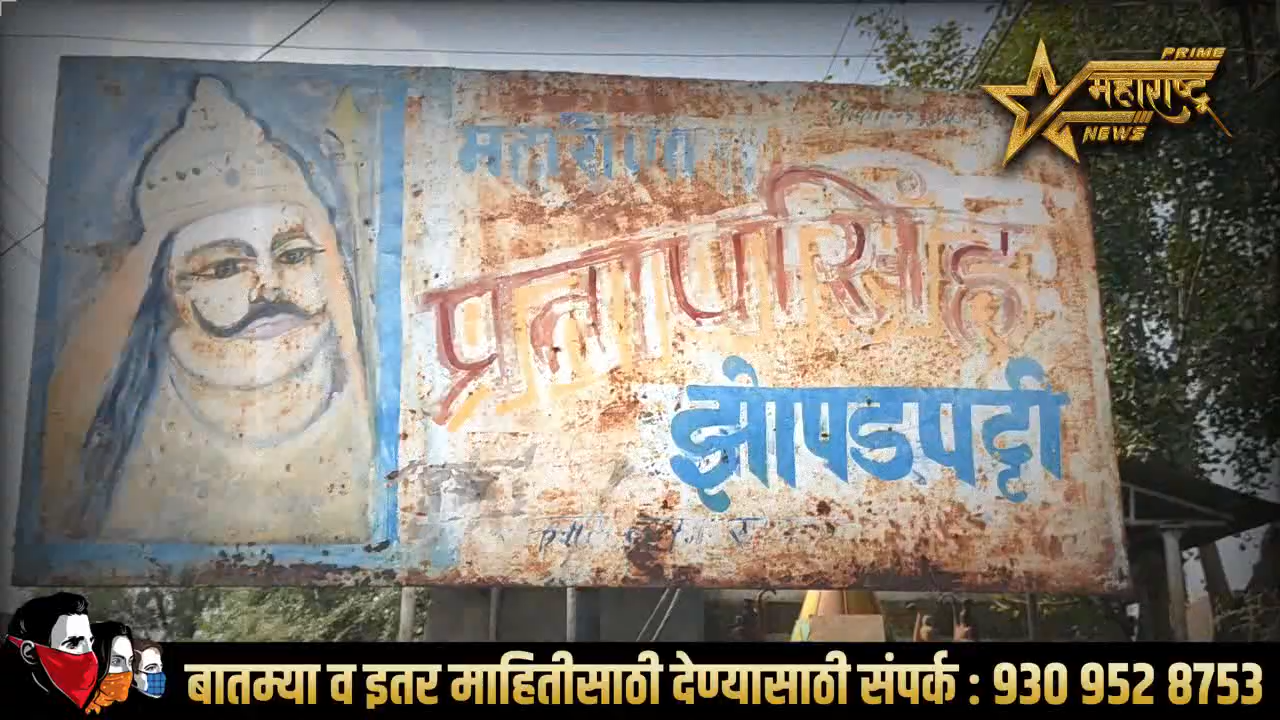 PRIME
महाराष्ट्र
NEWS
महाराणा
प्रतापसिंह
झोपडपट्टी
बातम्या व इतर माहितीसाठी देण्यासाठी संपर्क : 930 952 8753